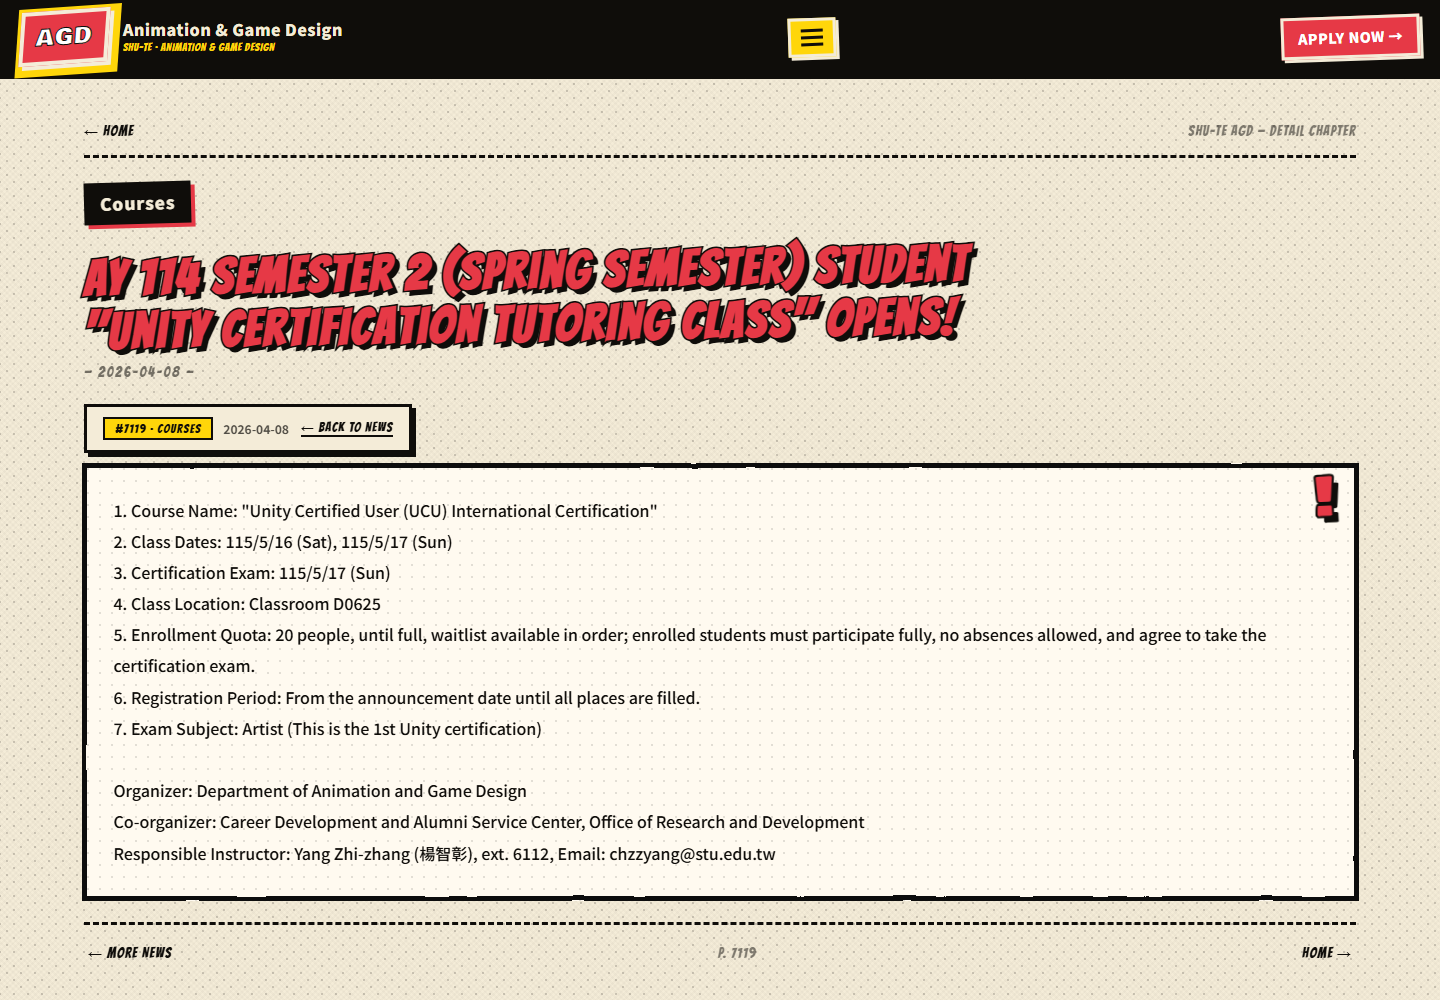 AGD
Animation & Game Design
SHU-TE · ANIMATION & GAME DESIGN
APPLY NOW →
← HOME
SHU-TE AGD — DETAIL CHAPTER
Courses
AY 114 SEMESTER 2 (SPRING SEMESTER) STUDENT
"UNITY CERTIFICATION TUTORING CLASS" OPENS!
— 2026-04-08 —
#7119 · COURSES
2026-04-08
← BACK TO NEWS
!
1. Course Name: "Unity Certified User (UCU) International Certification"
2. Class Dates: 115/5/16 (Sat), 115/5/17 (Sun)
3. Certification Exam: 115/5/17 (Sun)
4. Class Location: Classroom D0625
5. Enrollment Quota: 20 people, until full, waitlist available in order; enrolled students must participate fully, no absences allowed, and agree to take the
certification exam.
6. Registration Period: From the announcement date until all places are filled.
7. Exam Subject: Artist (This is the 1st Unity certification)
Organizer: Department of Animation and Game Design
Co-organizer: Career Development and Alumni Service Center, Office of Research and Development
Responsible Instructor: Yang Zhi-zhang (楊智彰), ext. 6112, Email: chzzyang@stu.edu.tw
← MORE NEWS
P. 7119
HOME →